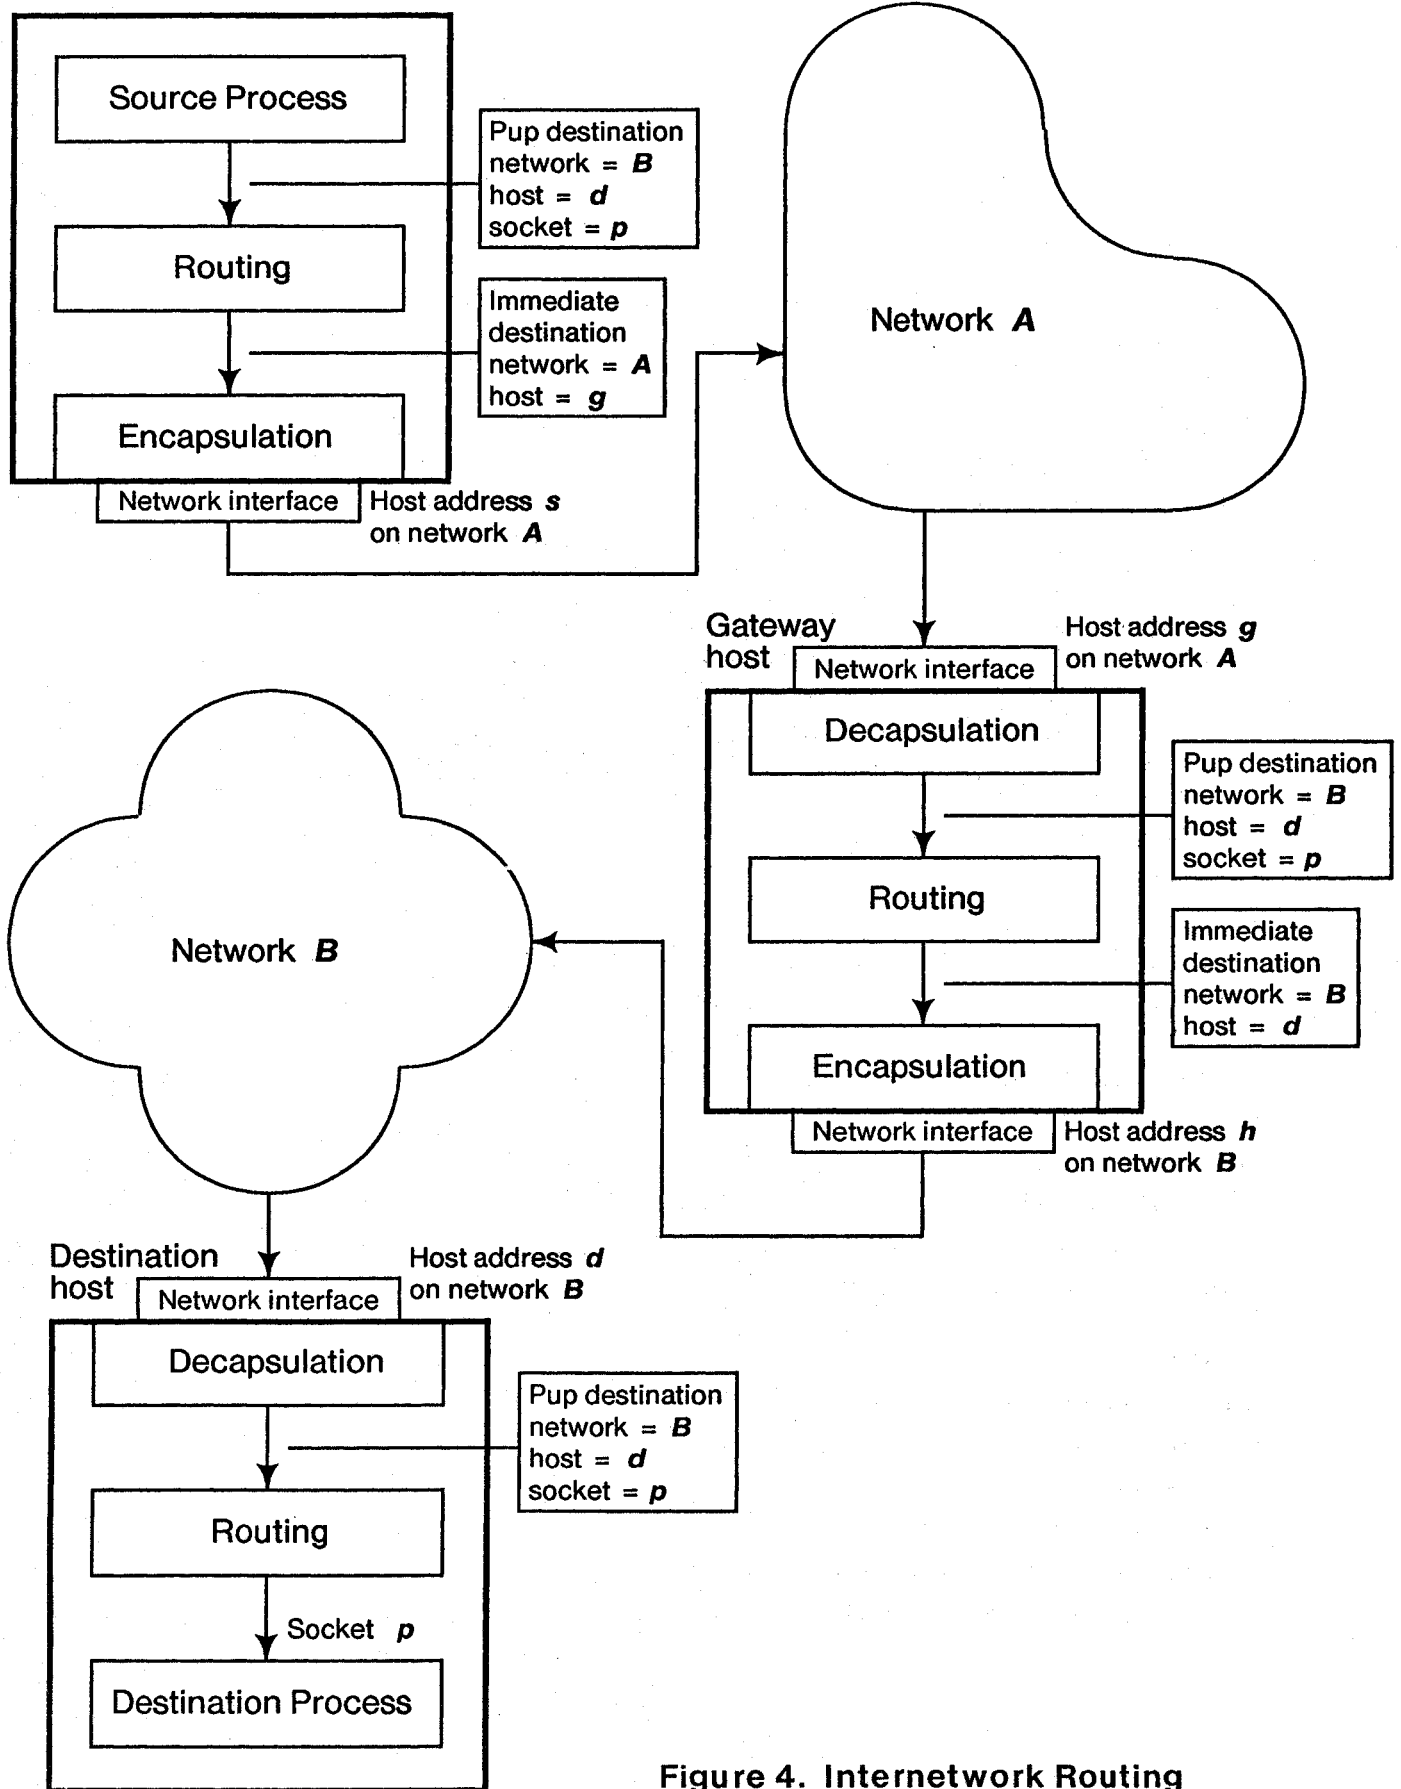 Source Process
Pup destination
network = B
host = d
socket = p
Routing
Immediate
destination
network = A
host = g
Encapsulation
Network interface
Host address s
on network A
Network A
Gateway
host
Host address g
on network A
Network interface
Decapsulation
Pup destination
network = B
host = d
socket = p
Routing
Immediate
destination
network = B
host = d
Encapsulation
Network interface
Host address h
on network B
Network B
Destination
host
Host address d
on network B
Network interface
Decapsulation
Pup destination
network = B
host = d
socket = p
Routing
Socket p
Destination Process
Figure 4. Internetwork Routing